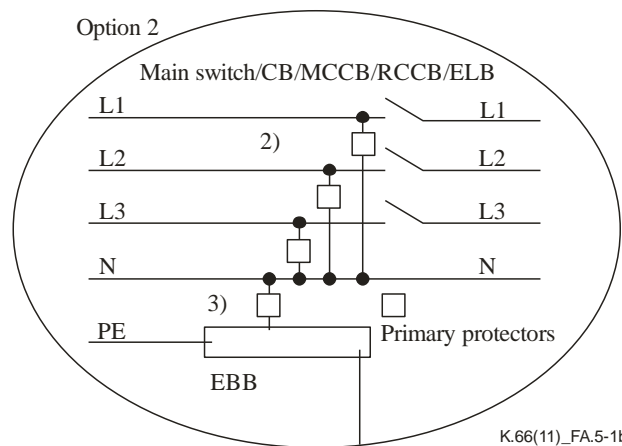 Option 2
Main switch/CB/MCCB/RCCB/ELB
L1
L1
2)
L2
L2
L3
L3
N
N
3)
PE
Primary protectors
EBB
K.66(11)_FA.5-1b